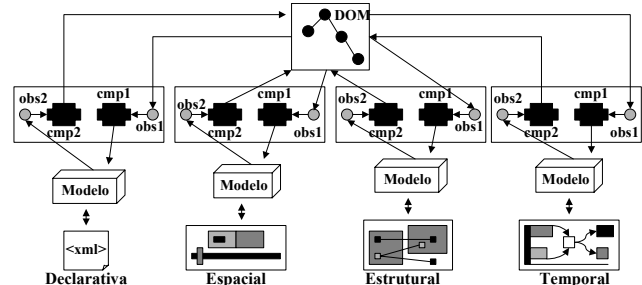 DOM
obs2 cmp1 obs2 cmp1 obs2 cmp1 obs2 cmp1
cmp2 obs1 cmp2 obs1 cmp2 obs1 cmp2 obs1
Modelo Modelo Modelo Modelo
<xml>
Declarativa Espacial Estrutural Temporal